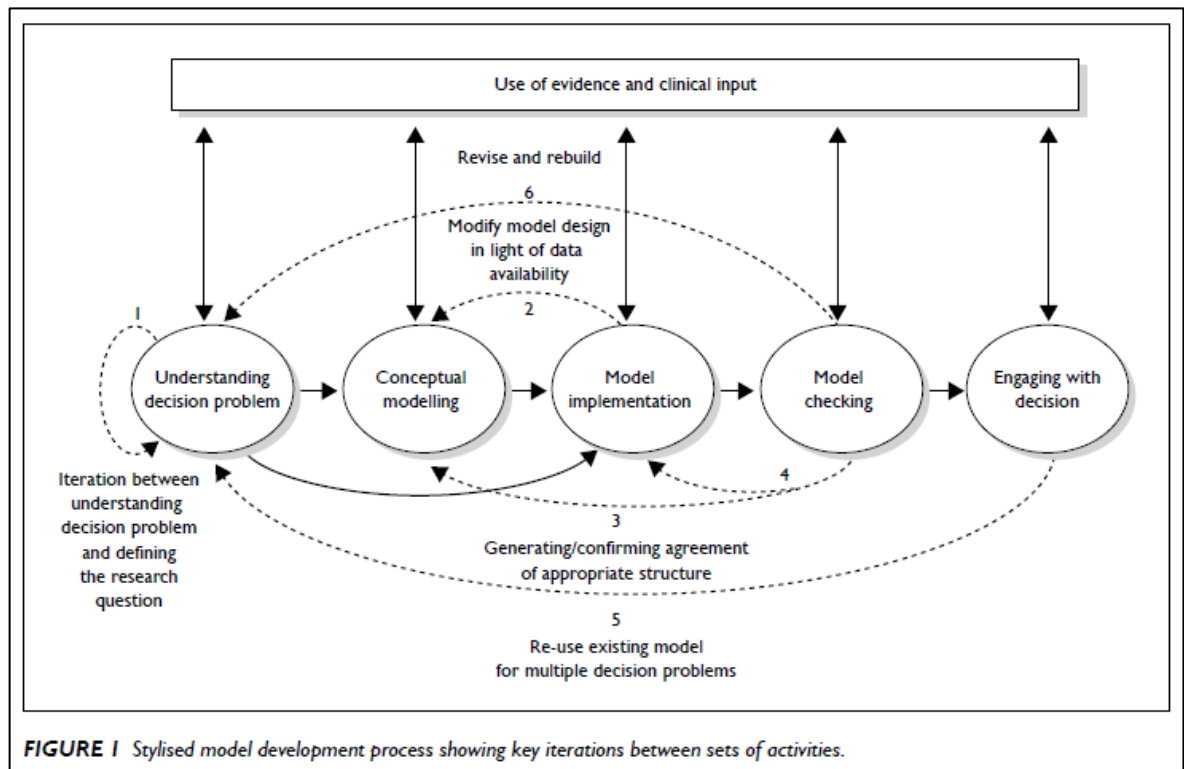 Use of evidence and clinical input
Revise and rebuild
6
Modify model design
in light of data
availability
1
2
Understanding
decision problem
Conceptual
modelling
Model
implementation
Model
checking
Engaging with
decision
Iteration between
understanding
decision problem
and defining
the research
question
4
3
Generating/confirming agreement
of appropriate structure
5
Re-use existing model
for multiple decision problems
FIGURE 1 Stylised model development process showing key iterations between sets of activities.